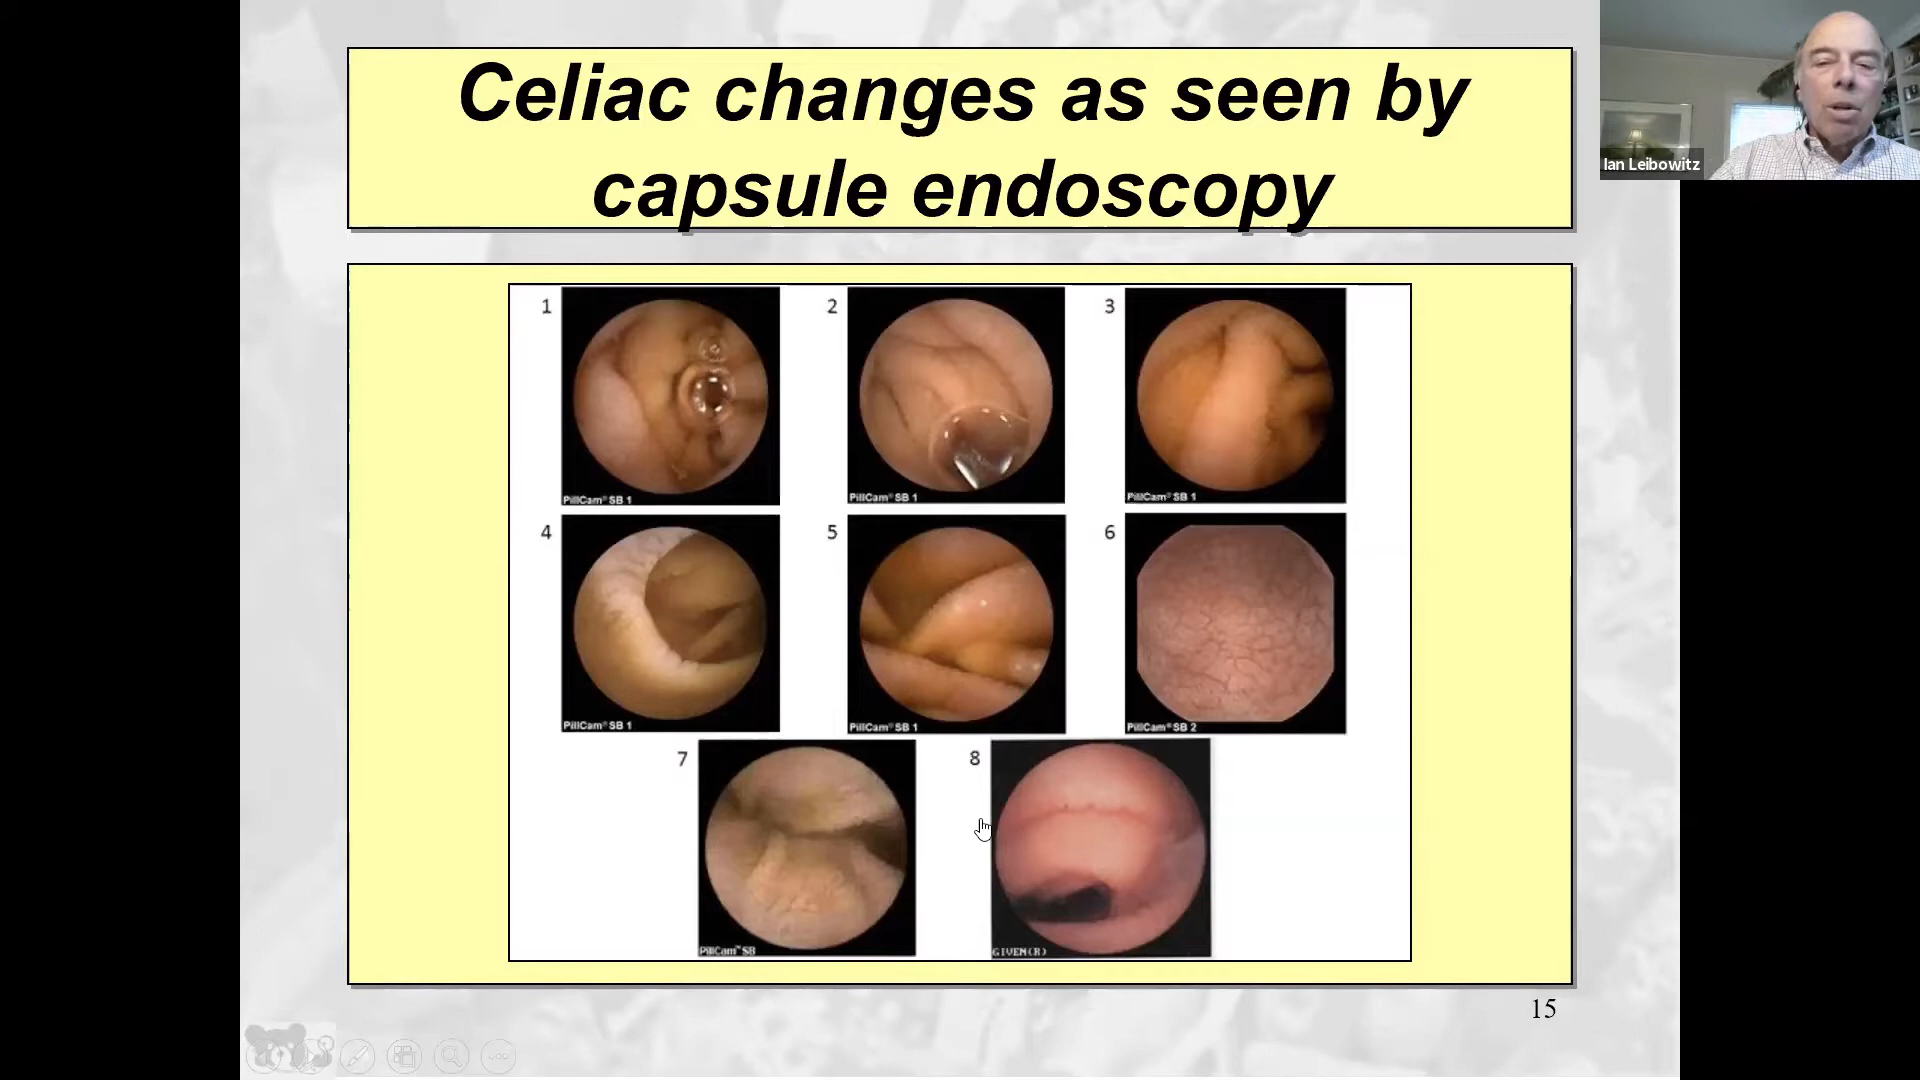 Celiac changes as seen by
capsule endoscopy
Ian Leibowitz
1
2
3
PillCam® SB 1
PillCam® SB 1
PillCam® SB 1
4
5
6
PillCam® SB 1
PillCam® SB 1
PillCam® SB 2
7
8
PillCam™ SB
GIVEN(R)
15